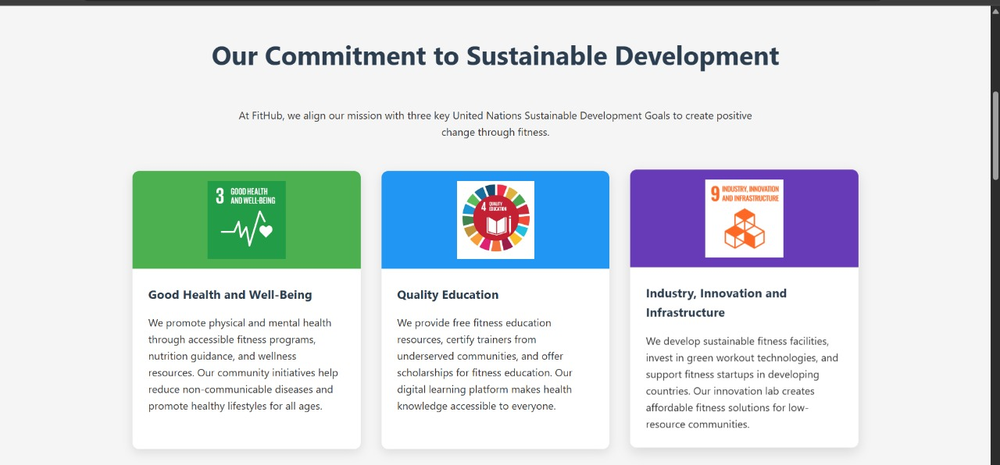 Our Commitment to Sustainable Development
At FitHub, we align our mission with three key United Nations Sustainable Development Goals to create positive
change through fitness.
3 GOOD HEALTH
AND WELL-BEING
Good Health and Well-Being
We promote physical and mental health
through accessible fitness programs,
nutrition guidance, and wellness
resources. Our community initiatives help
reduce non-communicable diseases and
promote healthy lifestyles for all ages.
4 QUALITY
EDUCATION
Quality Education
We provide free fitness education
resources, certify trainers from
underserved communities, and offer
scholarships for fitness education. Our
digital learning platform makes health
knowledge accessible to everyone.
9 INDUSTRY, INNOVATION
AND INFRASTRUCTURE
Industry, Innovation and
Infrastructure
We develop sustainable fitness facilities,
invest in green workout technologies, and
support fitness startups in developing
countries. Our innovation lab creates
affordable fitness solutions for low-
resource communities.